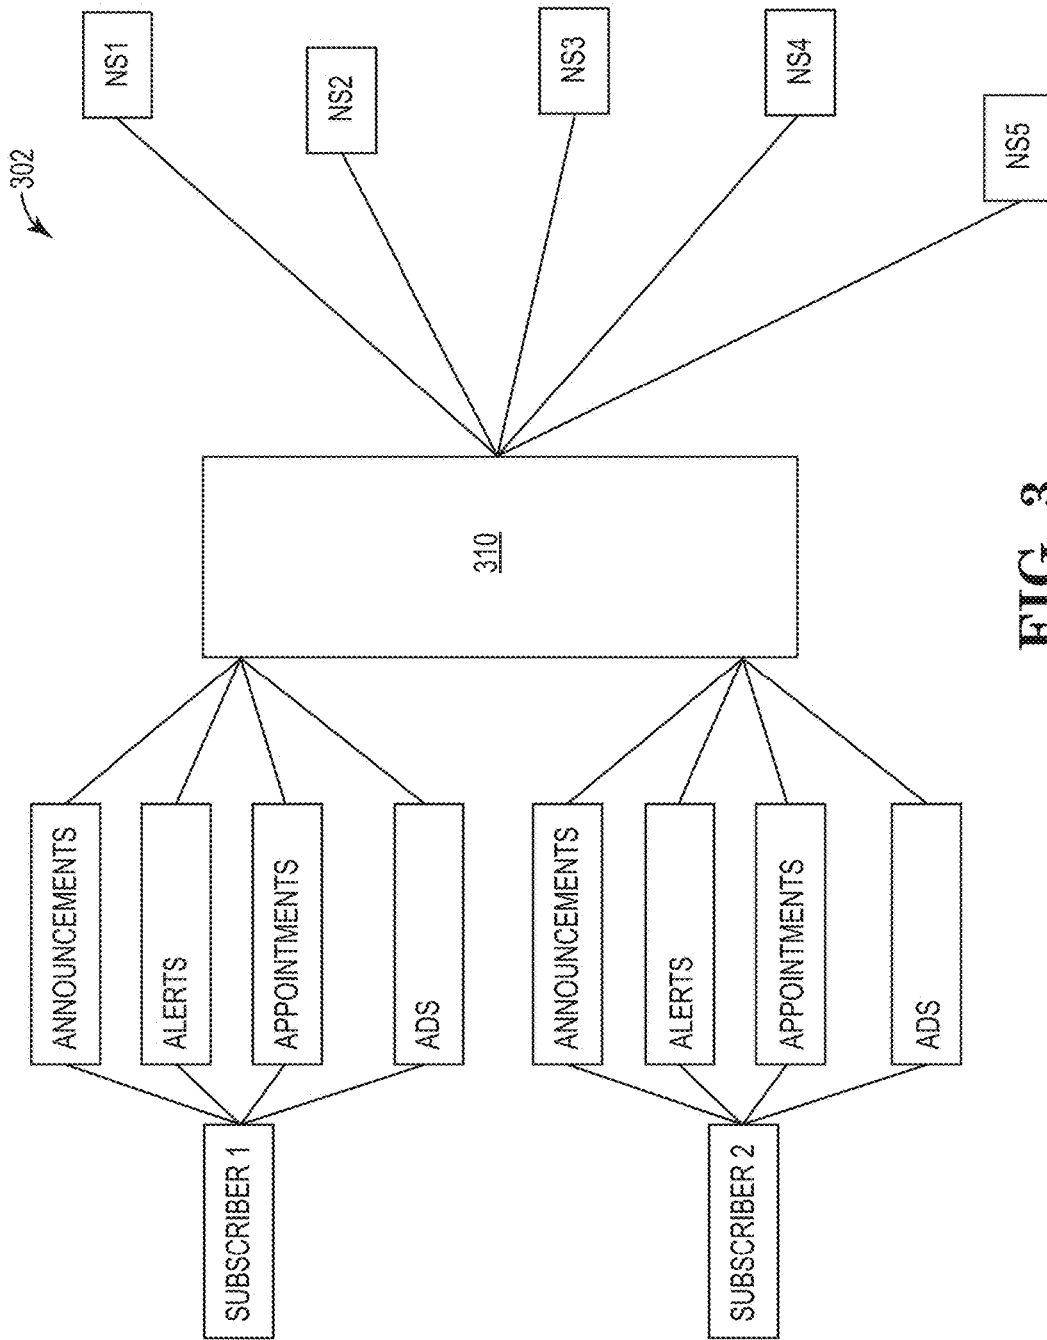 302
NS1
NS2
NS3
NS4
NS5
310
ANNOUNCEMENTS
ALERTS
APPOINTMENTS
ADS
SUBSCRIBER 1
ANNOUNCEMENTS
ALERTS
APPOINTMENTS
ADS
SUBSCRIBER 2
FIG. 3